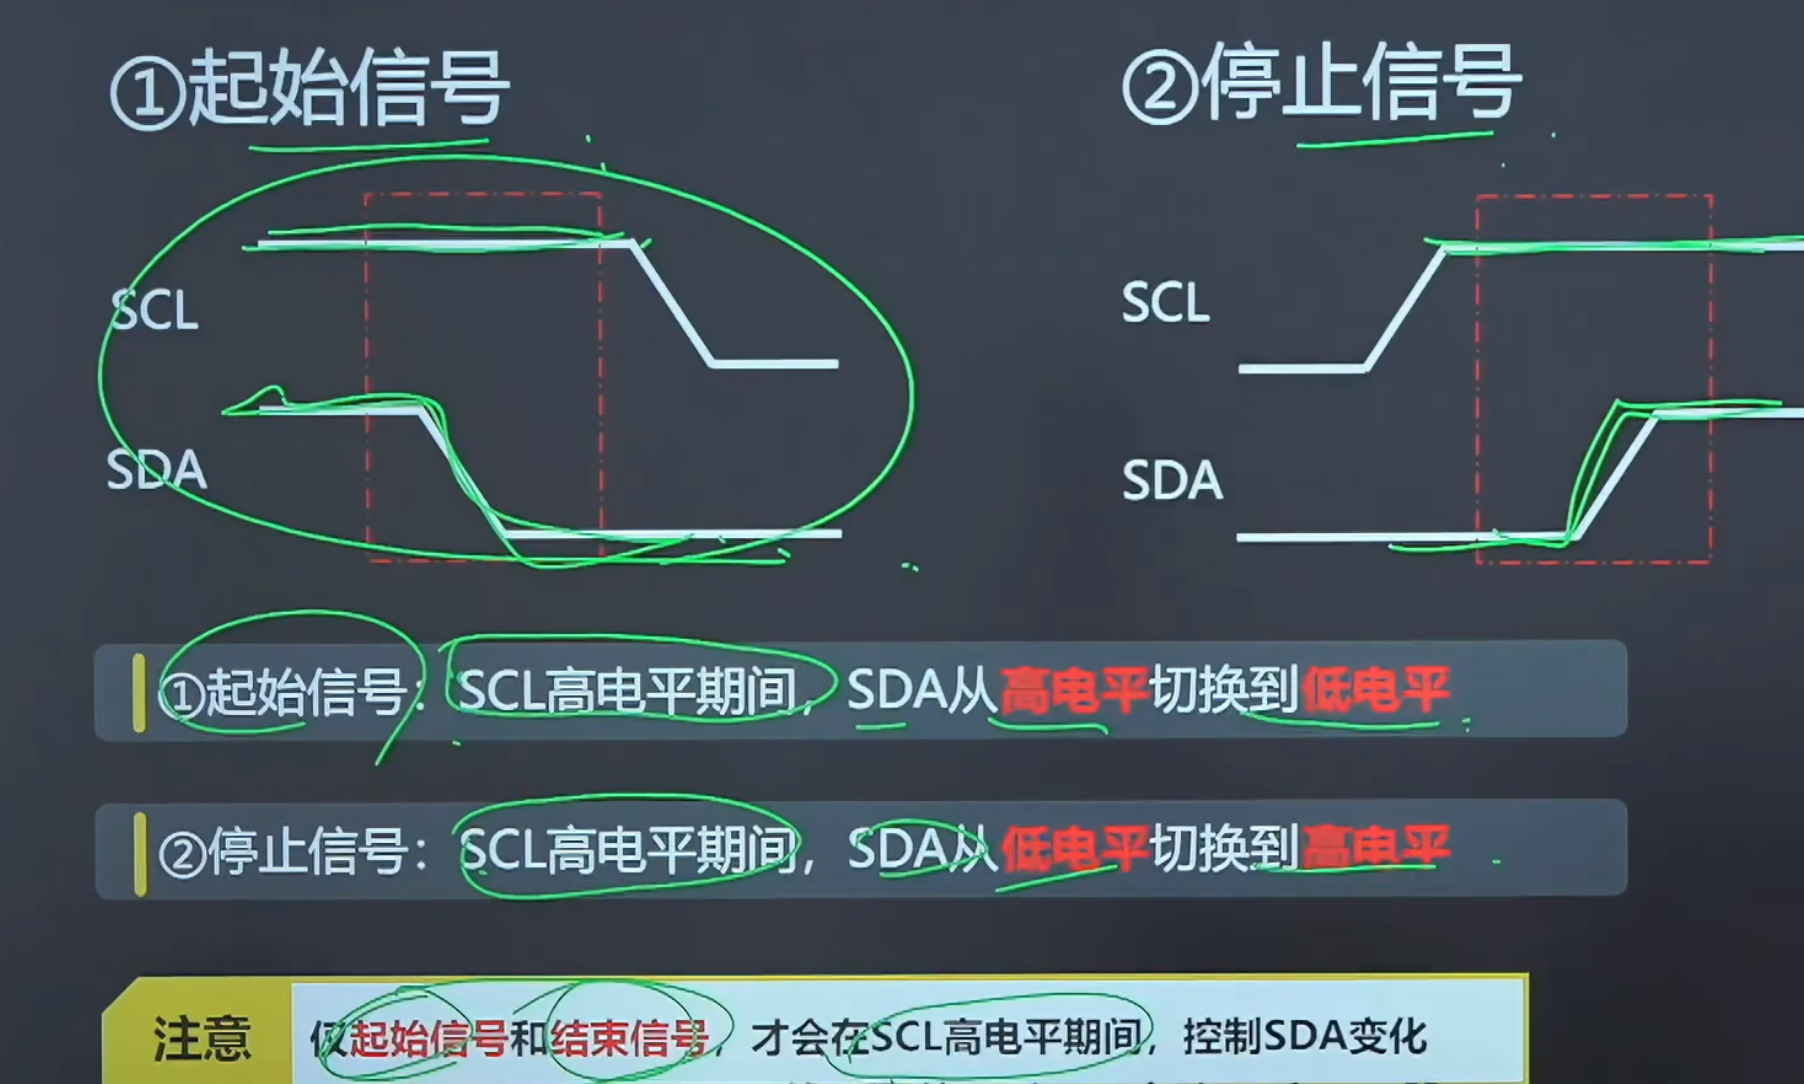 ①起始信号
②停止信号
SCL
SDA
SCL
SDA
①起始信号：SCL高电平期间，SDA从高电平切换到低电平
②停止信号：SCL高电平期间，SDA从低电平切换到高电平
注意
仅起始信号和结束信号，才会在SCL高电平期间，控制SDA变化